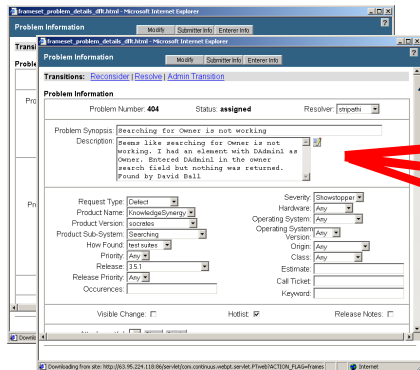 frameset_problem_details_dflt.html - Microsoft Internet Explorer
Problem Information
Modify Submitter Info Enterer Info
?
frameset_problem_details_dflt.html - Microsoft Internet Explorer
Problem Information
Modify Submitter Info Enterer Info
?
Transitions: Reconsider | Resolve | Admin Transition
Problem Information
Problem Number: 404 Status: assigned Resolver: stripathi
Problem Synopsis: Searching for Owner is not working
Description: Seems like searching for Owner is not
working. I had an element with DAdmin1 as
Owner. Entered DAdmin1 in the owner
search field but nothing was returned.
Found by David Ball
Request Type: Defect
Product Name: KnowledgeSynergy
Product Version: socrates
Product Sub-System: Searching
How Found: test suites
Priority: Any
Release: 3.5.1
Release Priority: Any
Occurences:
Severity: Showstopper
Hardware: Any
Operating System: Any
Operating System
Version: Any
Origin: Any
Class: Any
Estimate:
Call Ticket:
Keyword:
Visible Change: Hotlist: Release Notes:
Downloading from site: http://63.95.224.118:86/servlet/com.continuus.webpt.servlet.PTweb?ACTION_FLAG=frames Internet